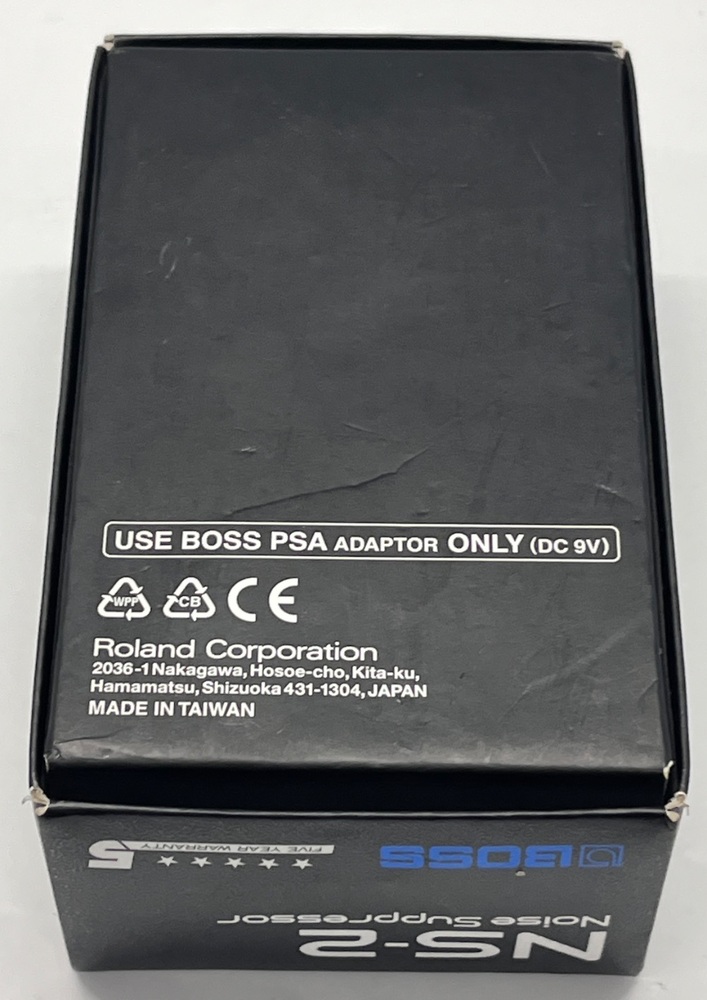 USE BOSS PSA ADAPTOR ONLY (DC 9V)
WPP CB CE
Roland Corporation
2036-1 Nakagawa, Hosoe-cho, Kita-ku,
Hamamatsu, Shizuoka 431-1304, JAPAN
MADE IN TAIWAN
BOSS
5 FIVE YEAR WARRANTY
NS-2
Noise Suppressor